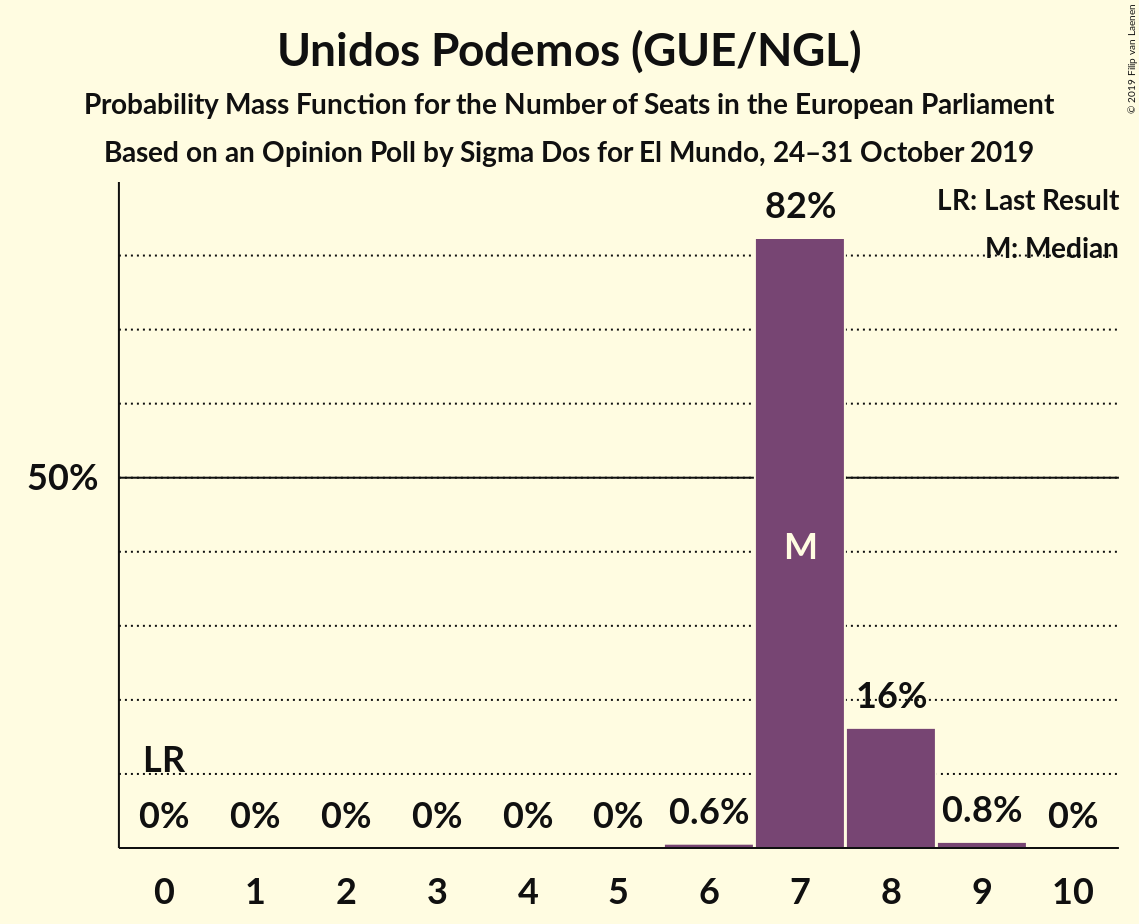 Unidos Podemos (GUE/NGL)
Probability Mass Function for the Number of Seats in the European Parliament
Based on an Opinion Poll by Sigma Dos for El Mundo, 24–31 October 2019
© 2019 Filip van Laenen
LR: Last Result
M: Median
82%
50%
M
16%
LR
0% 0% 0% 0% 0% 0% 0.6% 0.8% 0%
0 1 2 3 4 5 6 7 8 9 10